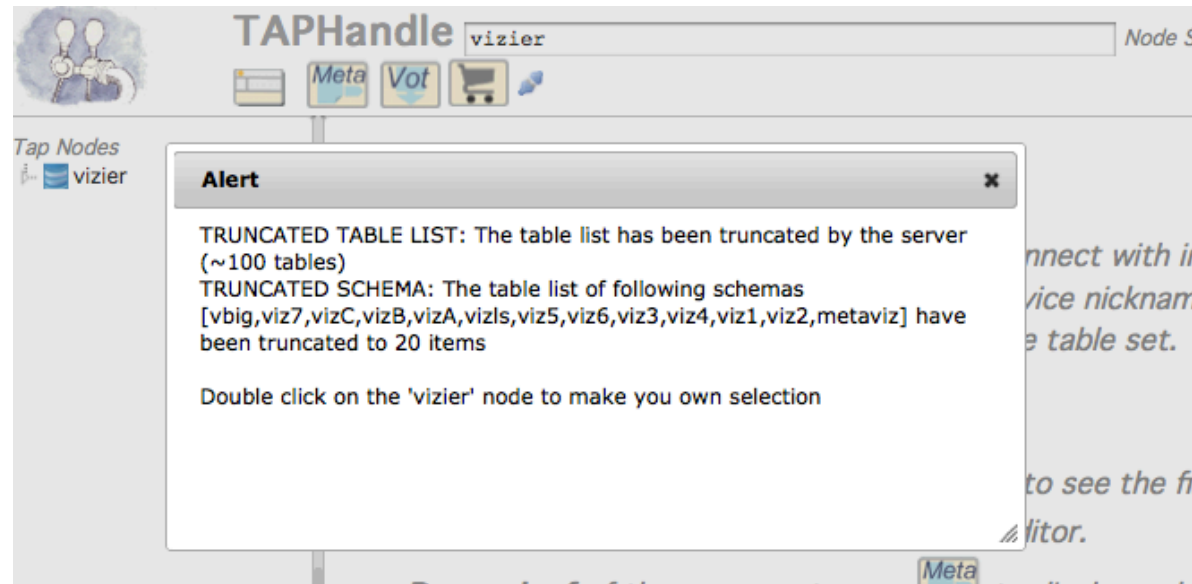 TAPHandle vizier Node S
Meta Vot
Tap Nodes
vizier
Alert
TRUNCATED TABLE LIST: The table list has been truncated by the server
(~100 tables)
TRUNCATED SCHEMA: The table list of following schemas
[vbig,viz7,vizC,vizB,vizA,vizls,viz5,viz6,viz3,viz4,viz1,viz2,metaviz] have
been truncated to 20 items
Double click on the 'vizier' node to make you own selection
nnect with i
vice nicknam
e table set.
to see the fi
ditor.
Meta